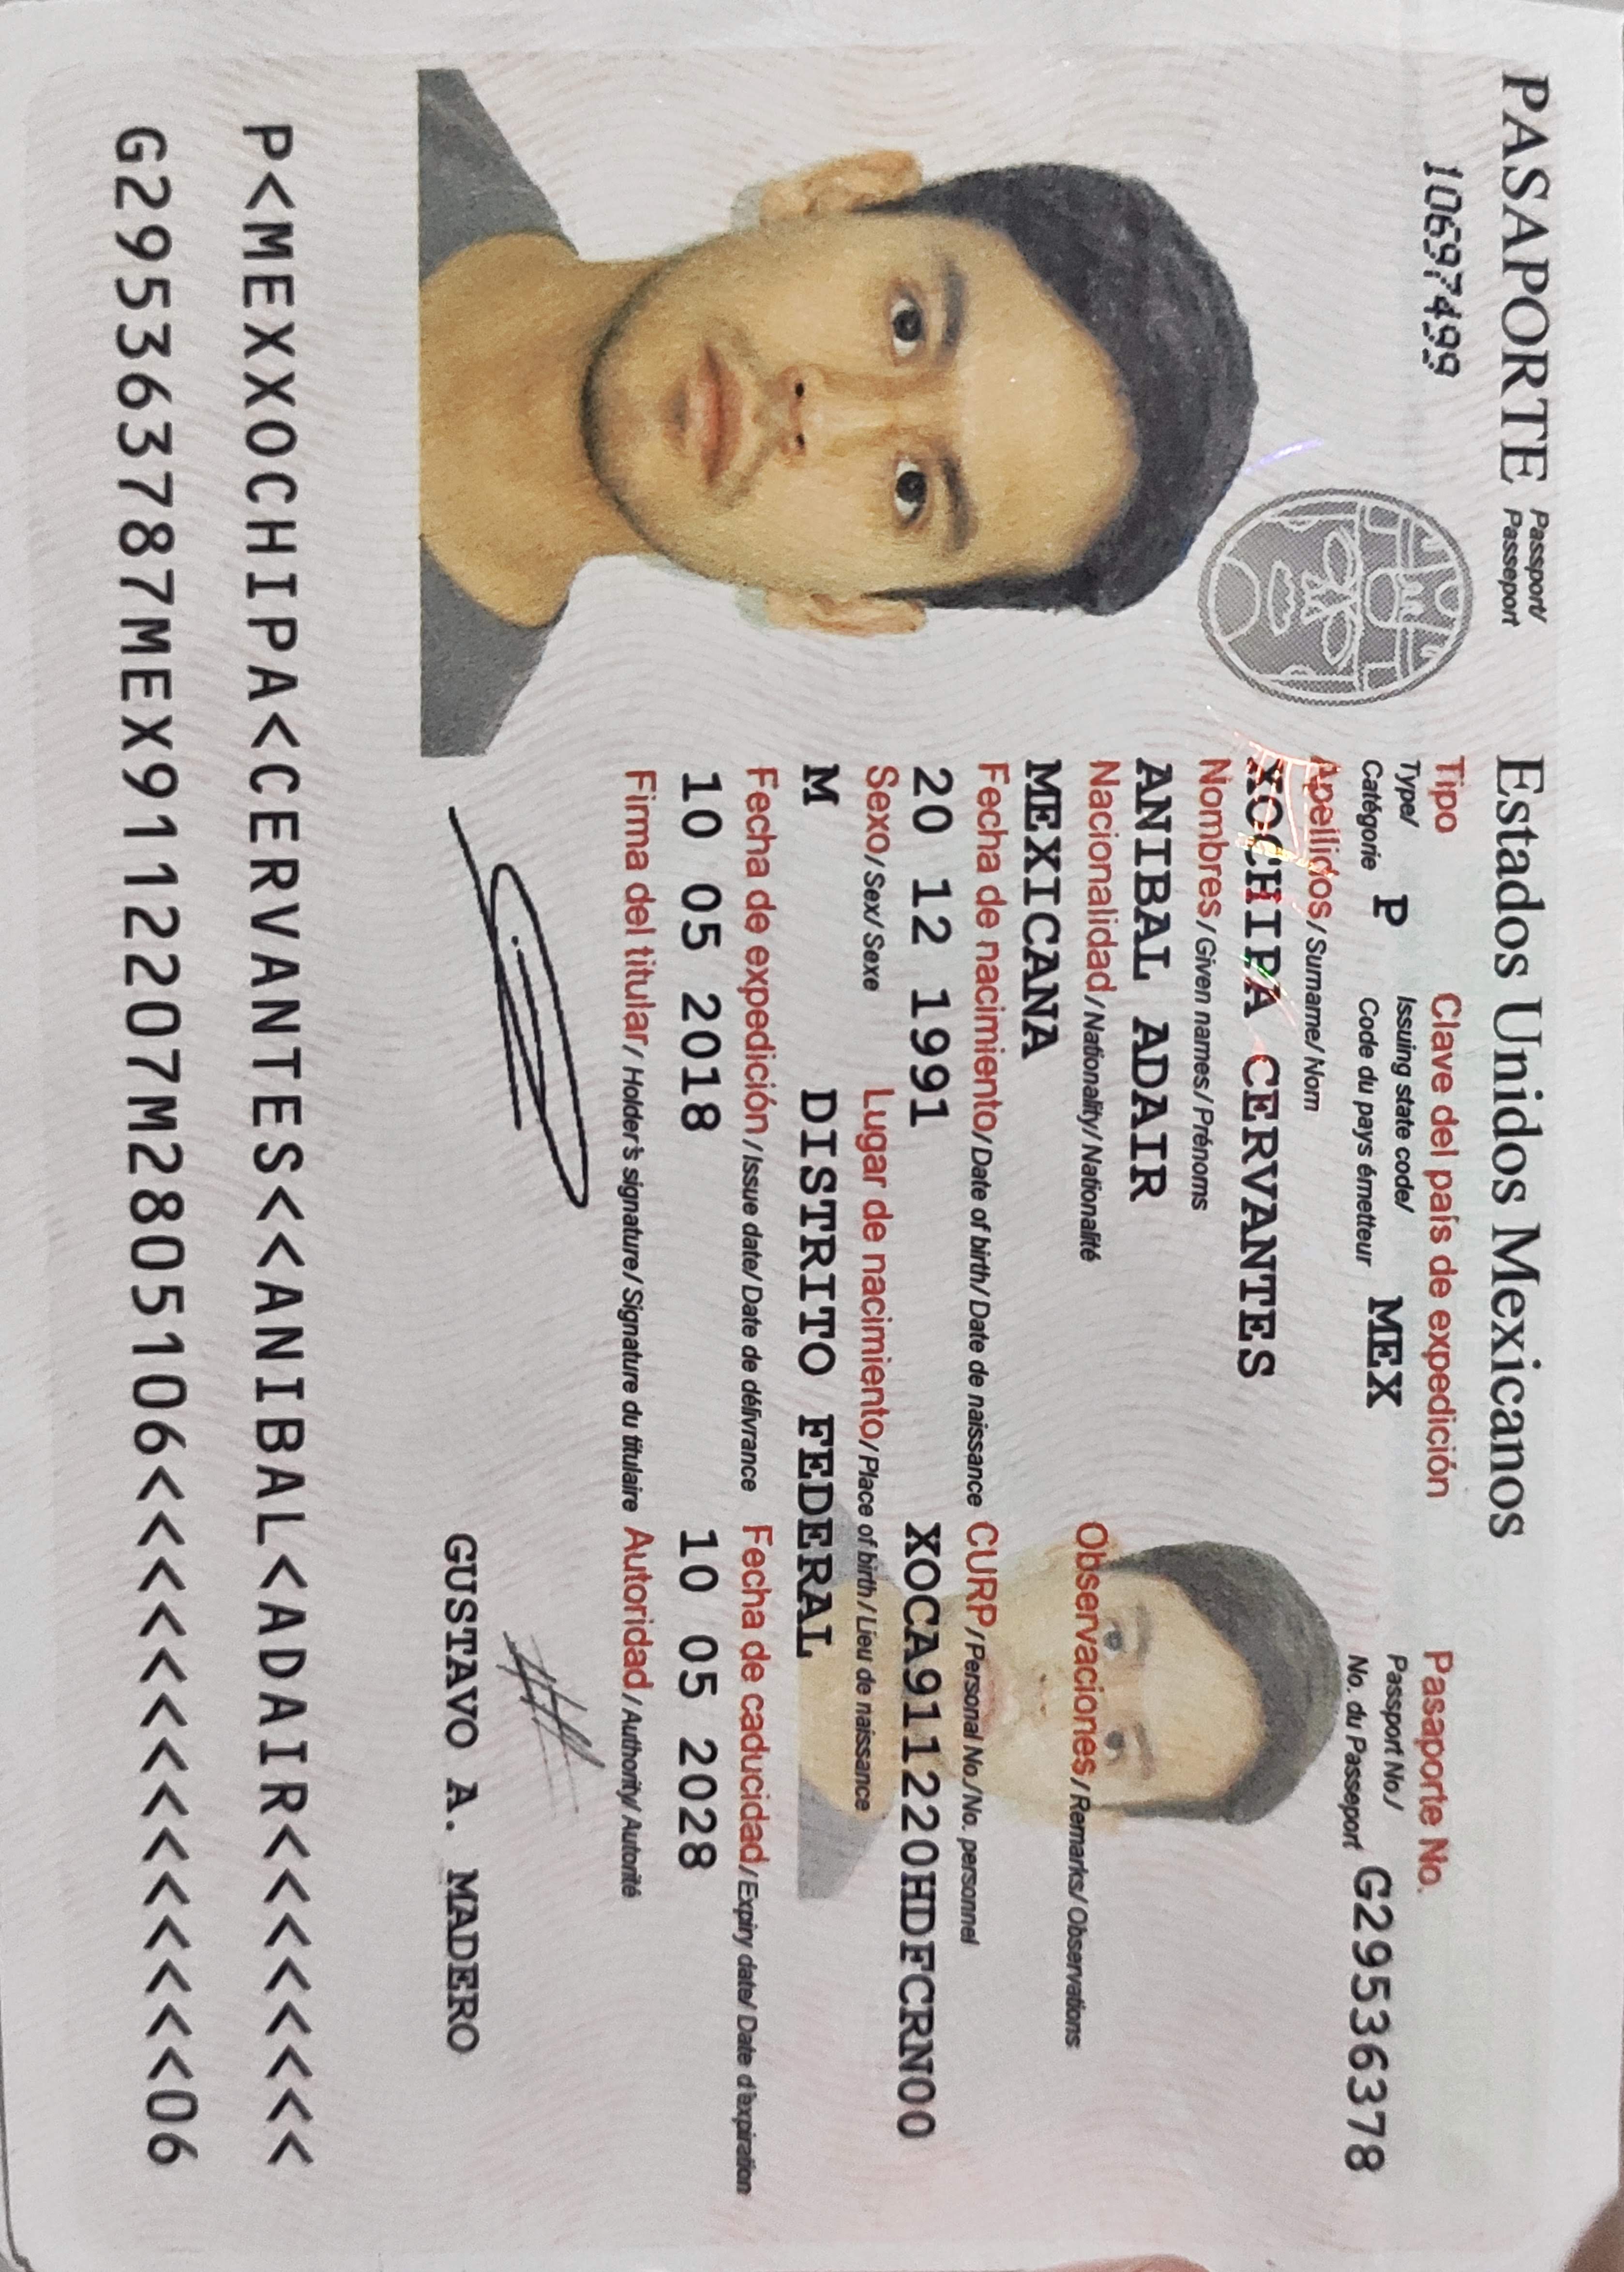 PASAPORTE Passport/ Passeport Estados Unidos Mexicanos
10697499
Tipo Clave del país de expedición Pasaporte No.
Type/ Issuing state code/ Passport No./
Catégorie P Code du pays émetteur MEX No. du Passeport G29536378
Apellidos / Surname/ Nom
XOCHIPA CERVANTES
Nombres / Given names/ Prénoms
ANIBAL ADAIR
Nacionalidad / Nationality/ Nationalité Observaciones / Remarks/ Observations
MEXICANA
Fecha de nacimiento / Date of birth/ Date de naissance CURP / Personal No./ No. personnel
20 12 1991 XOCA911220HDFCRN00
Sexo / Sex/ Sexe Lugar de nacimiento / Place of birth / Lieu de naissance
M DISTRITO FEDERAL
Fecha de expedición / Issue date/ Date de délivrance Fecha de caducidad / Expiry date/ Date d'expiration
10 05 2018 10 05 2028
Firma del titular / Holder's signature/ Signature du titulaire Autoridad / Authority/ Autorité
GUSTAVO A. MADERO
P<MEXXOCHIPA<CERVANTES<<ANIBAL<ADAIR<<<<<<<<
G295363787MEX9112207M2805106<<<<<<<<<<<<<<06